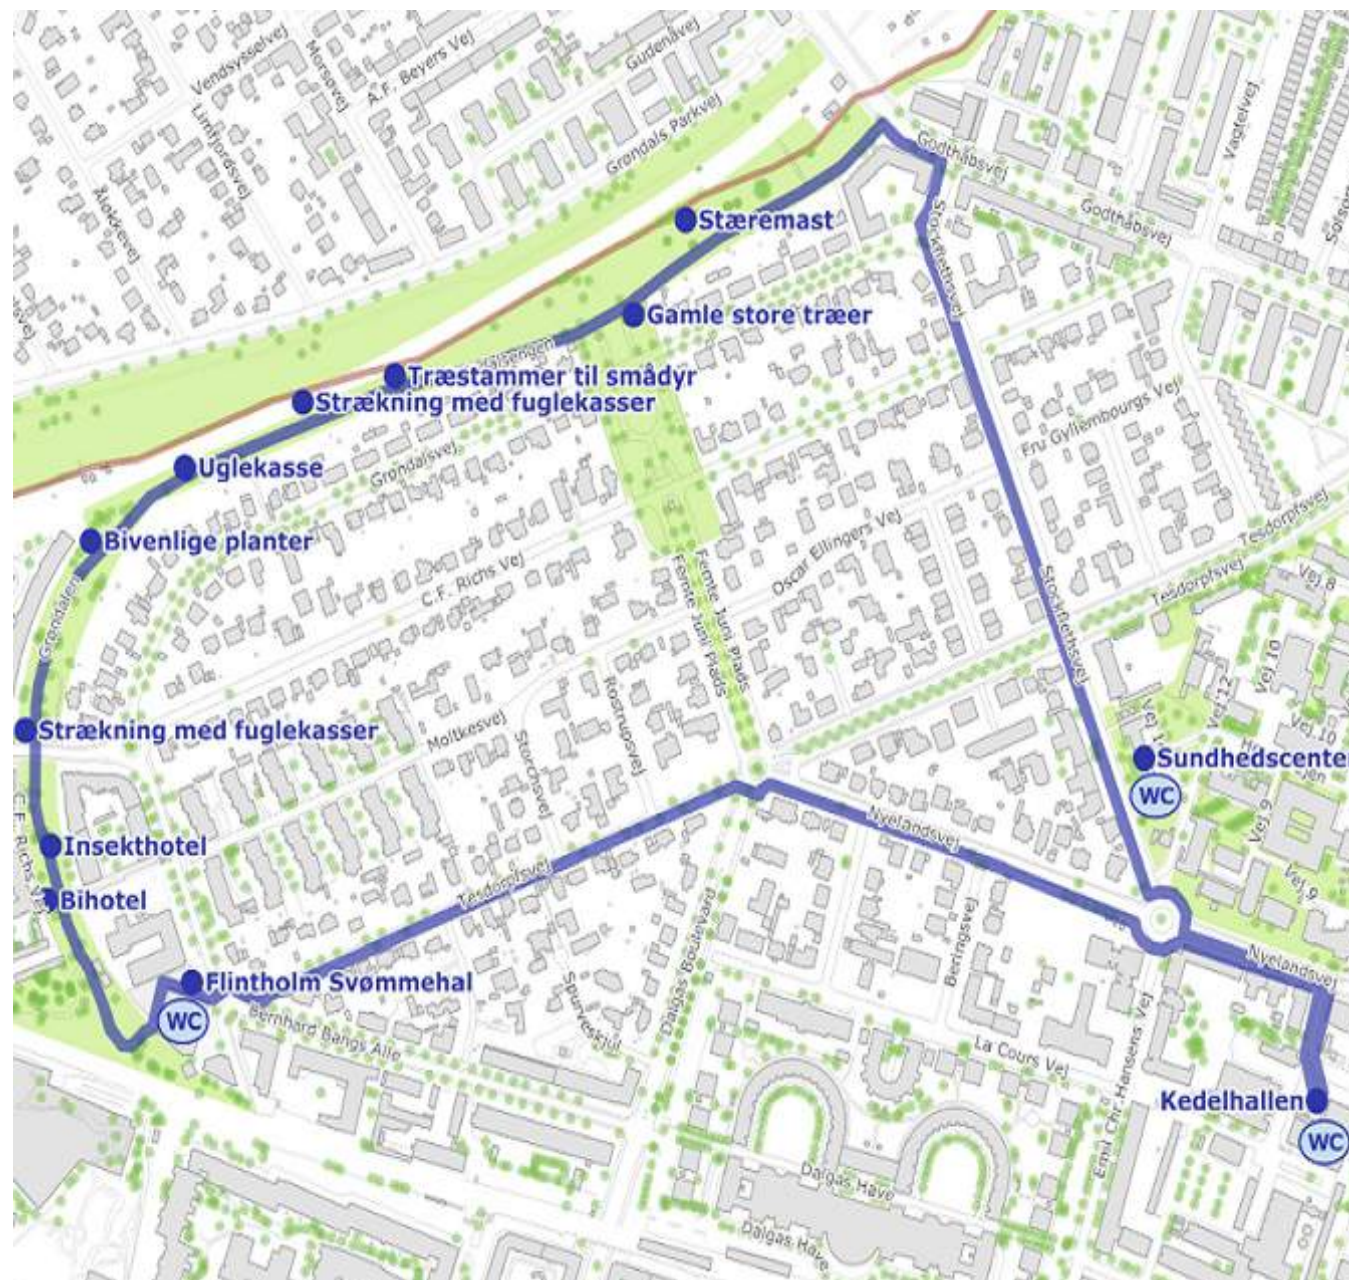 Vendsysselvej
Morsøvej
A.F. Beyers Vej
Gudenåvej
Limfjordsvej
Grøndals Parkvej
Ålekkevej
Godthåbsvej
Godthåbsvej
Vagtelvej
Stæremast
Stockflethsvej
Gamle store træer
Træstammer til smådyr
Strækning med fuglekasser
Uglekasse
Grøndalsvej
Fru Gyllembourgs Vej
Bivenlige planter
Oscar Ellingers Vej
Tesdorpfsvej
Tesdorpfsvej
C.F. Richs Vej
Femte Juni Plads
Femte Juni Plads
Stockflethsvej
Vej 8
Grøndalen
Vej 10
Vej 12
Vej 10
Rostrupsvej
Moltkesvej
Storchsvej
Strækning med fuglekasser
Sundhedscenter
WC
Vej 9
Nyelandsvej
C.F. Richs Vej
Insekthotel
Bihotel
Tesdorpfsvej
Dalgas Boulevard
Beringsvej
Vej 9
Nyelandsvej
Flintholm Svømmehal
WC
Bernhard Bangs Alle
Spurveskjul
La Cours Vej
Emil Chr. Hansens Vej
Kedelhallen
WC
Dalgas Have
Dalgas Have